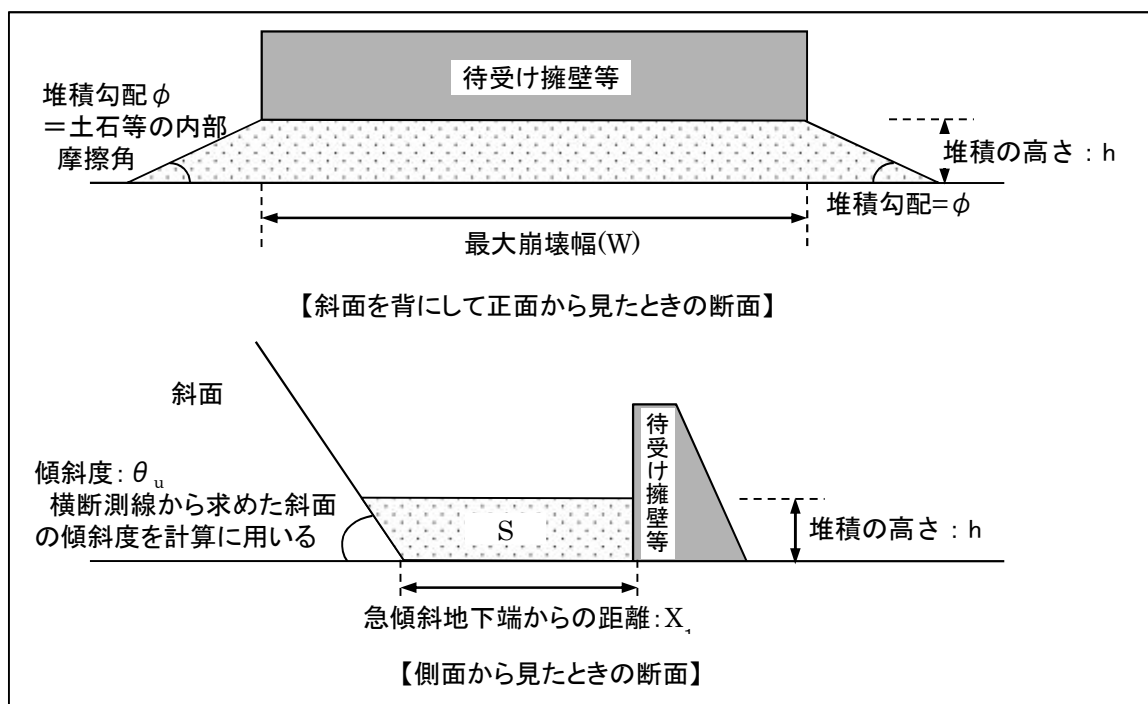 待受け擁壁等
堆積勾配φ
=土石等の内部
摩擦角
堆積の高さ：h
堆積勾配=φ
最大崩壊幅(W)
【斜面を背にして正面から見たときの断面】
斜面
待受け擁壁等
傾斜度：θu
横断測線から求めた斜面
の傾斜度を計算に用いる
S
堆積の高さ：h
急傾斜地下端からの距離：X1
【側面から見たときの断面】